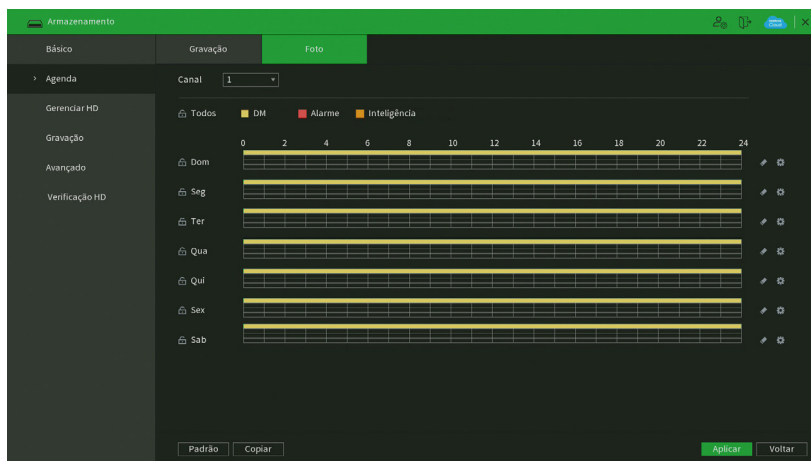 Armazenamento
Básico
Gravação
Foto
Agenda
Canal
1
Gerenciar HD
Todos
DM
Alarme
Inteligência
Gravação
0 2 4 6 8 10 12 14 16 18 20 22 24
Avançado
Dom
Verificação HD
Seg
Ter
Qua
Qui
Sex
Sab
Padrão
Copiar
Aplicar
Voltar